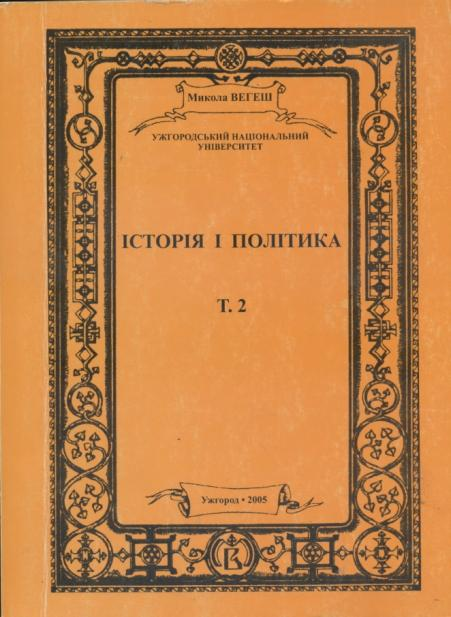 Микола ВЕГЕШ
УЖГОРОДСЬКИЙ НАЦІОНАЛЬНИЙ
УНІВЕРСИТЕТ
ІСТОРІЯ І ПОЛІТИКА
Т. 2
Ужгород • 2005